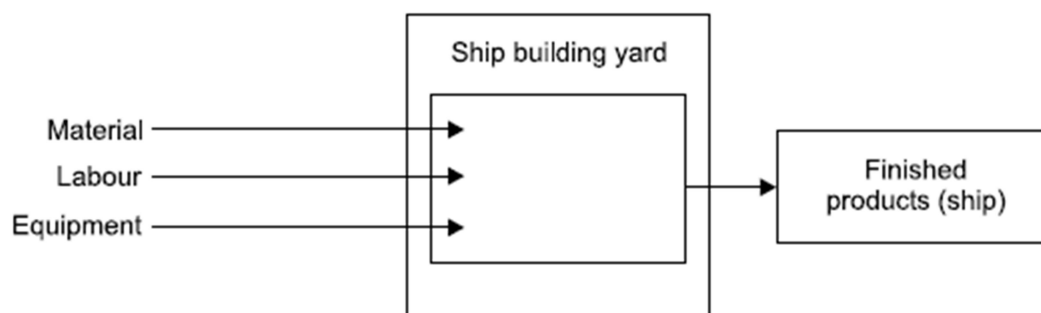 Ship building yard
Material
Labour
Equipment
Finished
products (ship)